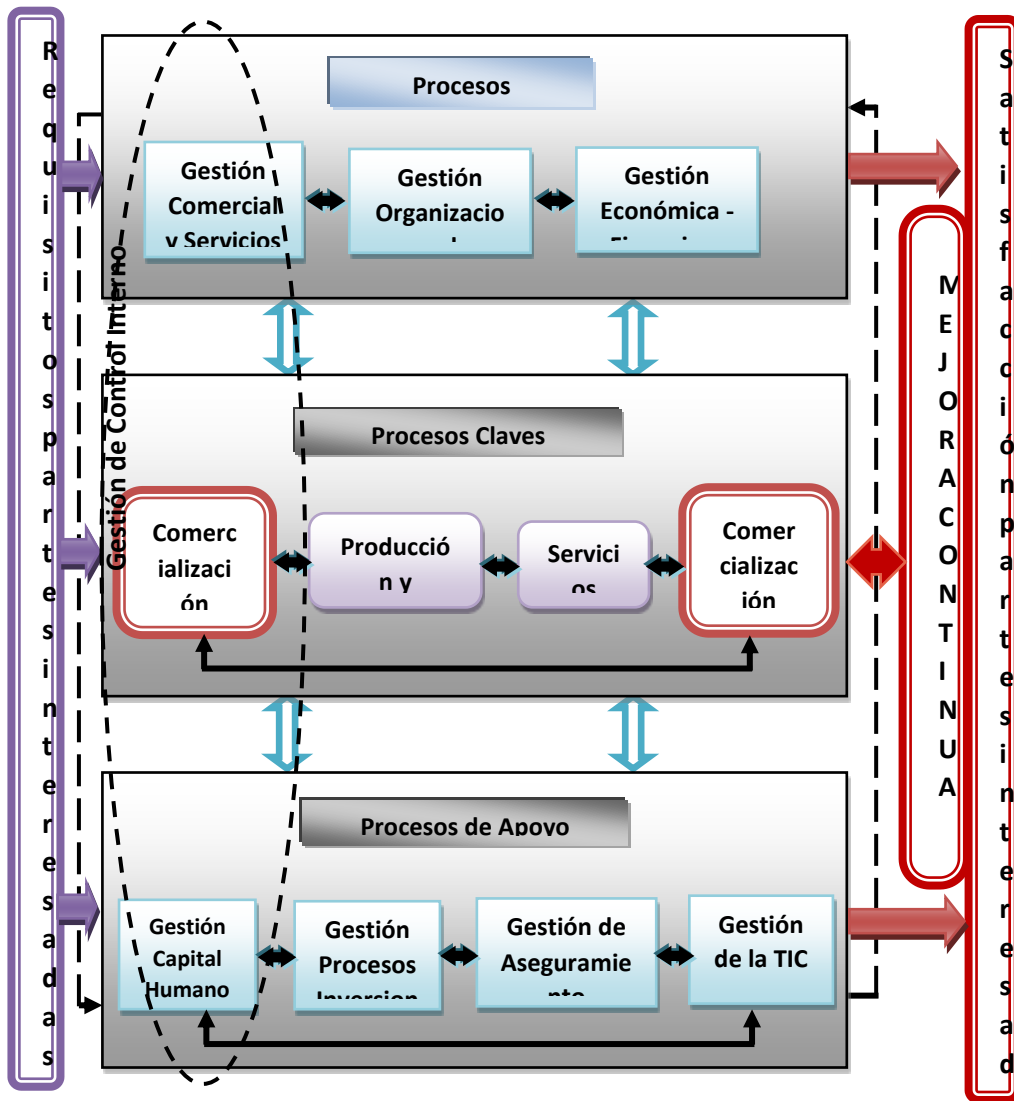 Requisitos partes interesadas
Procesos
Gestión
Comercial
y Servicios
Gestión
Organizacio
Gestión
Económica -
Gestión de Control Interno
Procesos Claves
Comerc
ializaci
ón
Producció
n y
Servici
os
Comer
cializac
ión
Procesos de Apoyo
Gestión
Capital
Humano
Gestión
Procesos
Inversion
Gestión de
Aseguramie
nto
Gestión
de la TIC
MEJORA CONTINUA
Satisfacción partes interesad